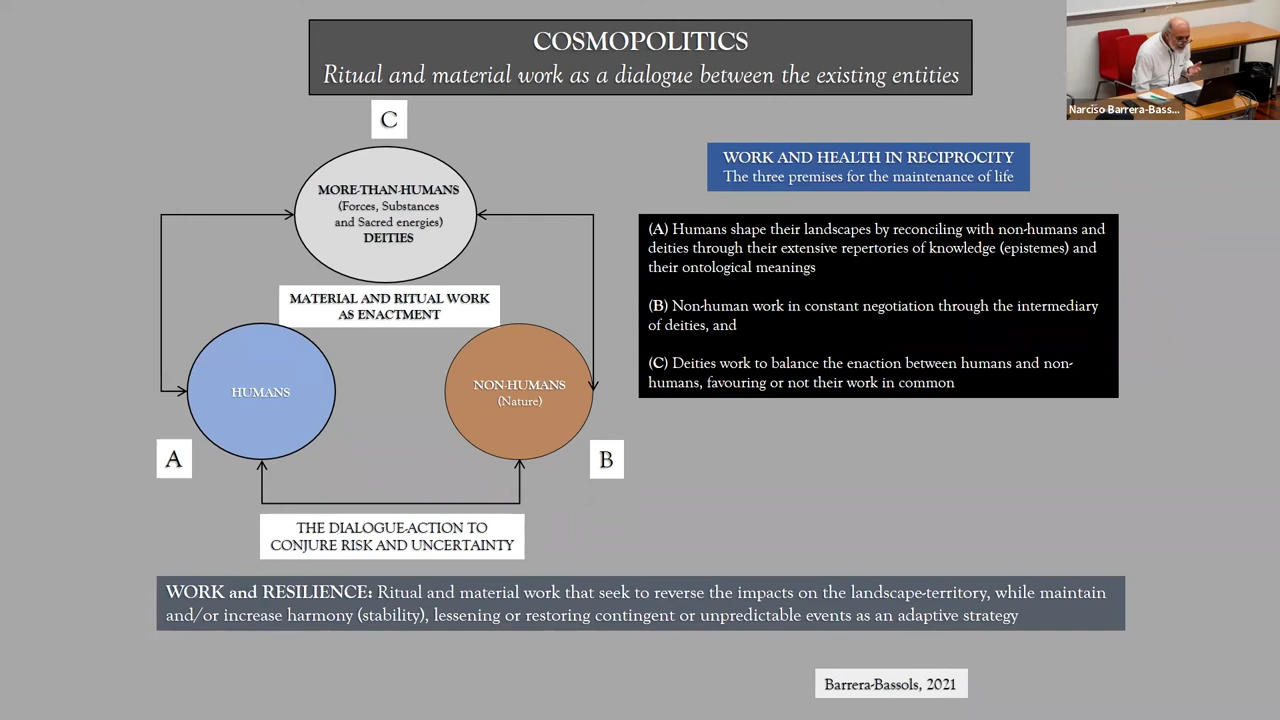 COSMOPOLITICS
Ritual and material work as a dialogue between the existing entities
Narciso Barrera-Bass...
C
MORE-THAN-HUMANS
(Forces, Substances
and Sacred energies)
DEITIES
MATERIAL AND RITUAL WORK
AS ENACTMENT
HUMANS
NON-HUMANS
(Nature)
A
B
THE DIALOGUE-ACTION TO
CONJURE RISK AND UNCERTAINTY
WORK AND HEALTH IN RECIPROCITY
The three premises for the maintenance of life
(A) Humans shape their landscapes by reconciling with non-humans and
deities through their extensive repertories of knowledge (epistemes) and
their ontological meanings
(B) Non-human work in constant negotiation through the intermediary
of deities, and
(C) Deities work to balance the enaction between humans and non-
humans, favouring or not their work in common
WORK and RESILIENCE: Ritual and material work that seek to reverse the impacts on the landscape-territory, while maintain
and/or increase harmony (stability), lessening or restoring contingent or unpredictable events as an adaptive strategy
Barrera-Bassols, 2021